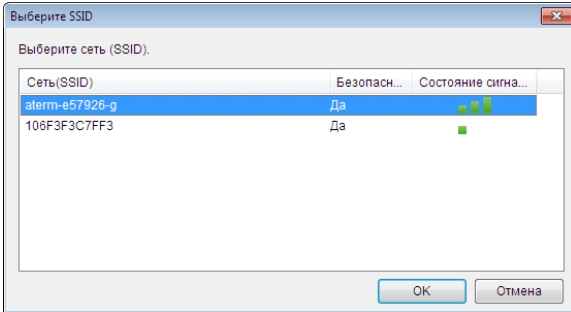 Выберите SSID
Выберите сеть (SSID).
Сеть(SSID) Безопасн... Состояние сигна...
aterm-e57926-g Да
106F3F3C7FF3 Да
OK Отмена